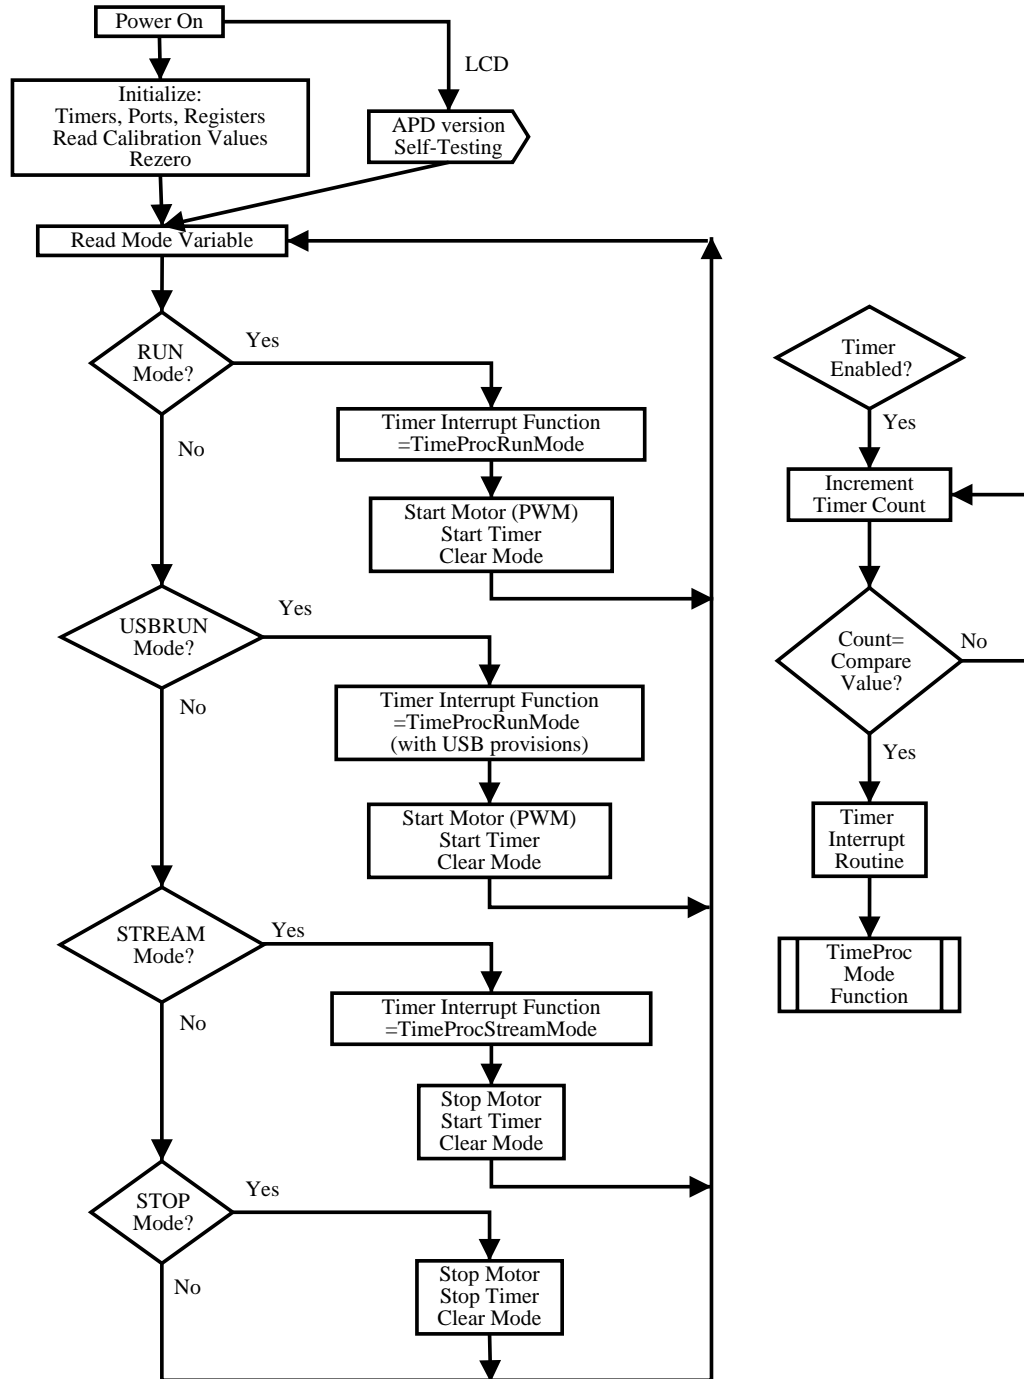 Power On
LCD
Initialize:
Timers, Ports, Registers
Read Calibration Values
Rezero
APD version
Self-Testing
Read Mode Variable
RUN
Mode?
Yes
No
Timer Interrupt Function
=TimeProcRunMode
Start Motor (PWM)
Start Timer
Clear Mode
USBRUN
Mode?
Yes
No
Timer Interrupt Function
=TimeProcRunMode
(with USB provisions)
Start Motor (PWM)
Start Timer
Clear Mode
STREAM
Mode?
Yes
No
Timer Interrupt Function
=TimeProcStreamMode
Stop Motor
Start Timer
Clear Mode
STOP
Mode?
Yes
No
Stop Motor
Stop Timer
Clear Mode
Timer
Enabled?
Yes
Increment
Timer Count
Count=
Compare
Value?
No
Yes
Timer
Interrupt
Routine
TimeProc
Mode
Function